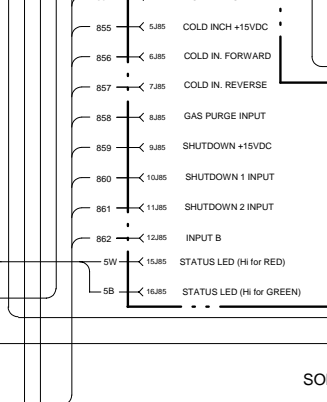 855 5J85 COLD INCH +15VDC
856 6J85 COLD IN. FORWARD
857 7J85 COLD IN. REVERSE
858 8J85 GAS PURGE INPUT
859 9J85 SHUTDOWN +15VDC
860 10J85 SHUTDOWN 1 INPUT
861 11J85 SHUTDOWN 2 INPUT
862 12J85 INPUT B
5W 15J85 STATUS LED (Hi for RED)
5B 16J85 STATUS LED (Hi for GREEN)